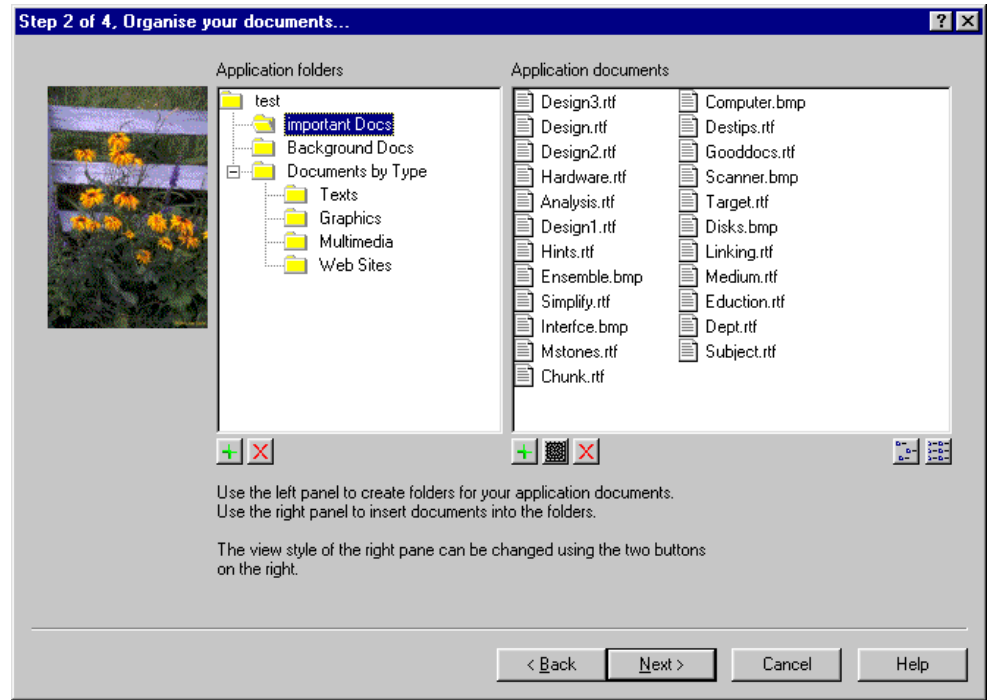 Step 2 of 4, Organise your documents...
Application folders
Application documents
test
important Docs
Background Docs
Documents by Type
Texts
Graphics
Multimedia
Web Sites
Design3.rtf
Design.rtf
Design2.rtf
Hardware.rtf
Analysis.rtf
Design1.rtf
Hints.rtf
Ensemble.bmp
Simplify.rtf
Interfce.bmp
Mstones.rtf
Chunk.rtf
Computer.bmp
Destips.rtf
Gooddocs.rtf
Scanner.bmp
Target.rtf
Disks.bmp
Linking.rtf
Medium.rtf
Eduction.rtf
Dept.rtf
Subject.rtf
Use the left panel to create folders for your application documents.
Use the right panel to insert documents into the folders.
The view style of the right pane can be changed using the two buttons
on the right.
< Back
Next >
Cancel
Help